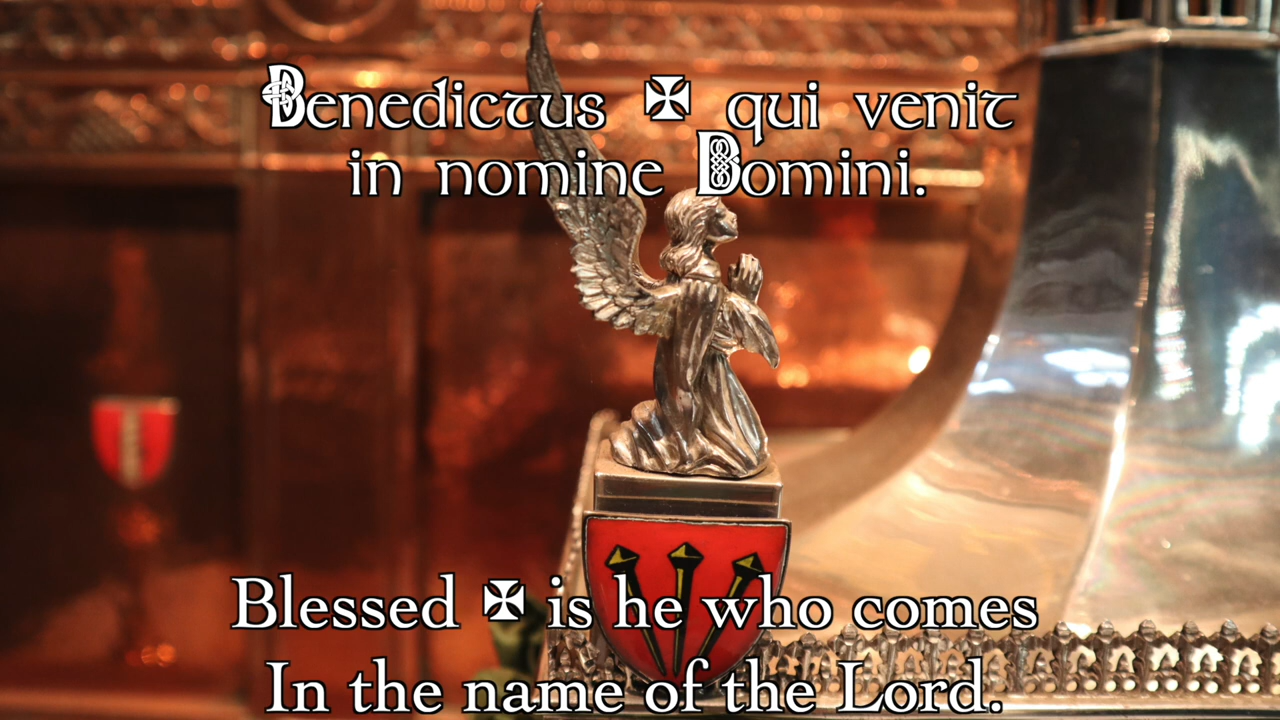 Benedictus ✠ qui venit
in nomine Domini.
Blessed ✠ is he who comes
In the name of the Lord.